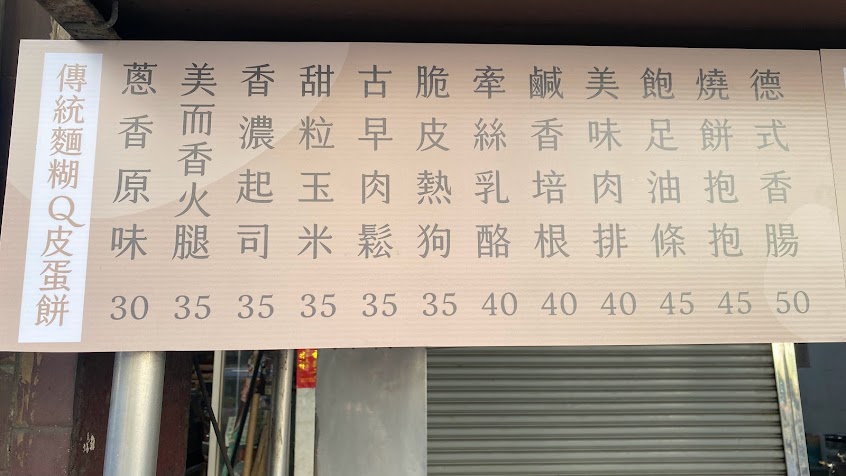 傳統麵糊Q皮蛋餅
蔥香原味 30
美而香火腿 35
香濃起司 35
甜粒玉米 35
古早肉鬆 35
脆皮熱狗 35
牽絲乳酪 40
鹹香培根 40
美味肉排 40
飽足油條 45
燒餅抱抱 45
德式香腸 50